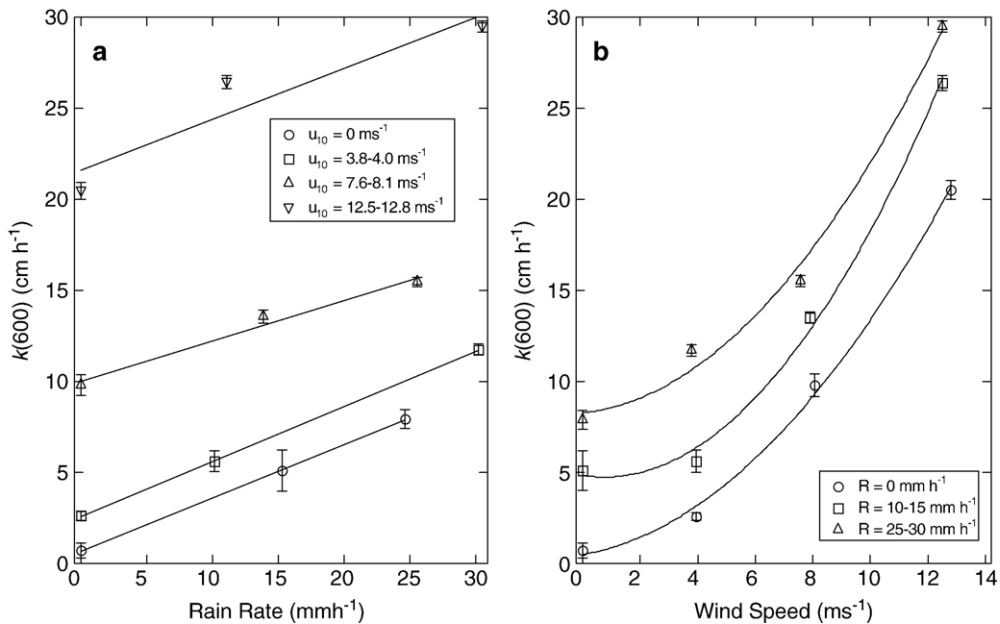 30
25
20
15
10
5
0
k(600) (cm h⁻¹)
a
u₁₀ = 0 ms⁻¹
u₁₀ = 3.8-4.0 ms⁻¹
u₁₀ = 7.6-8.1 ms⁻¹
u₁₀ = 12.5-12.8 ms⁻¹
0 5 10 15 20 25 30
Rain Rate (mmh⁻¹)
30
25
20
15
10
5
0
k(600) (cm h⁻¹)
b
R = 0 mm h⁻¹
R = 10-15 mm h⁻¹
R = 25-30 mm h⁻¹
0 2 4 6 8 10 12 14
Wind Speed (ms⁻¹)